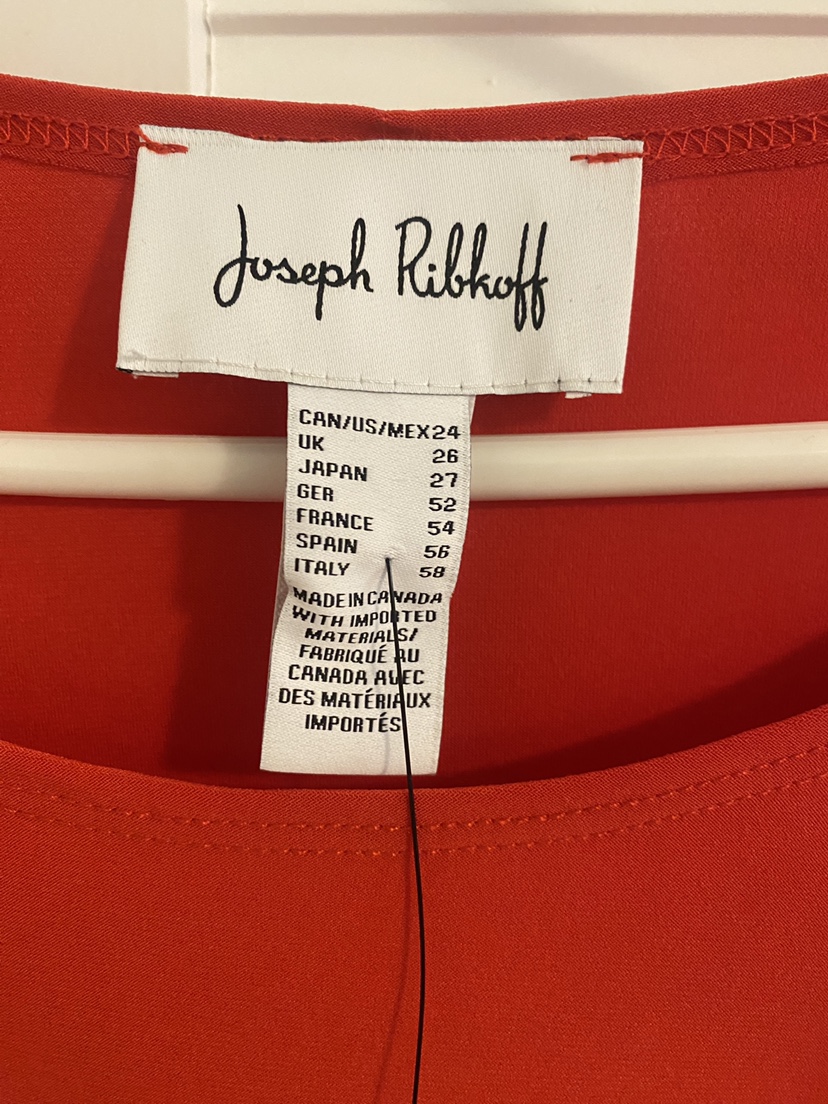 Joseph Ribkoff
CAN/US/MEX 24
UK 26
JAPAN 27
GER 52
FRANCE 54
SPAIN 56
ITALY 58
MADE IN CANADA
WITH IMPORTED
MATERIALS/
FABRIQUÉ AU
CANADA AVEC
DES MATÉRIAUX
IMPORTÉS